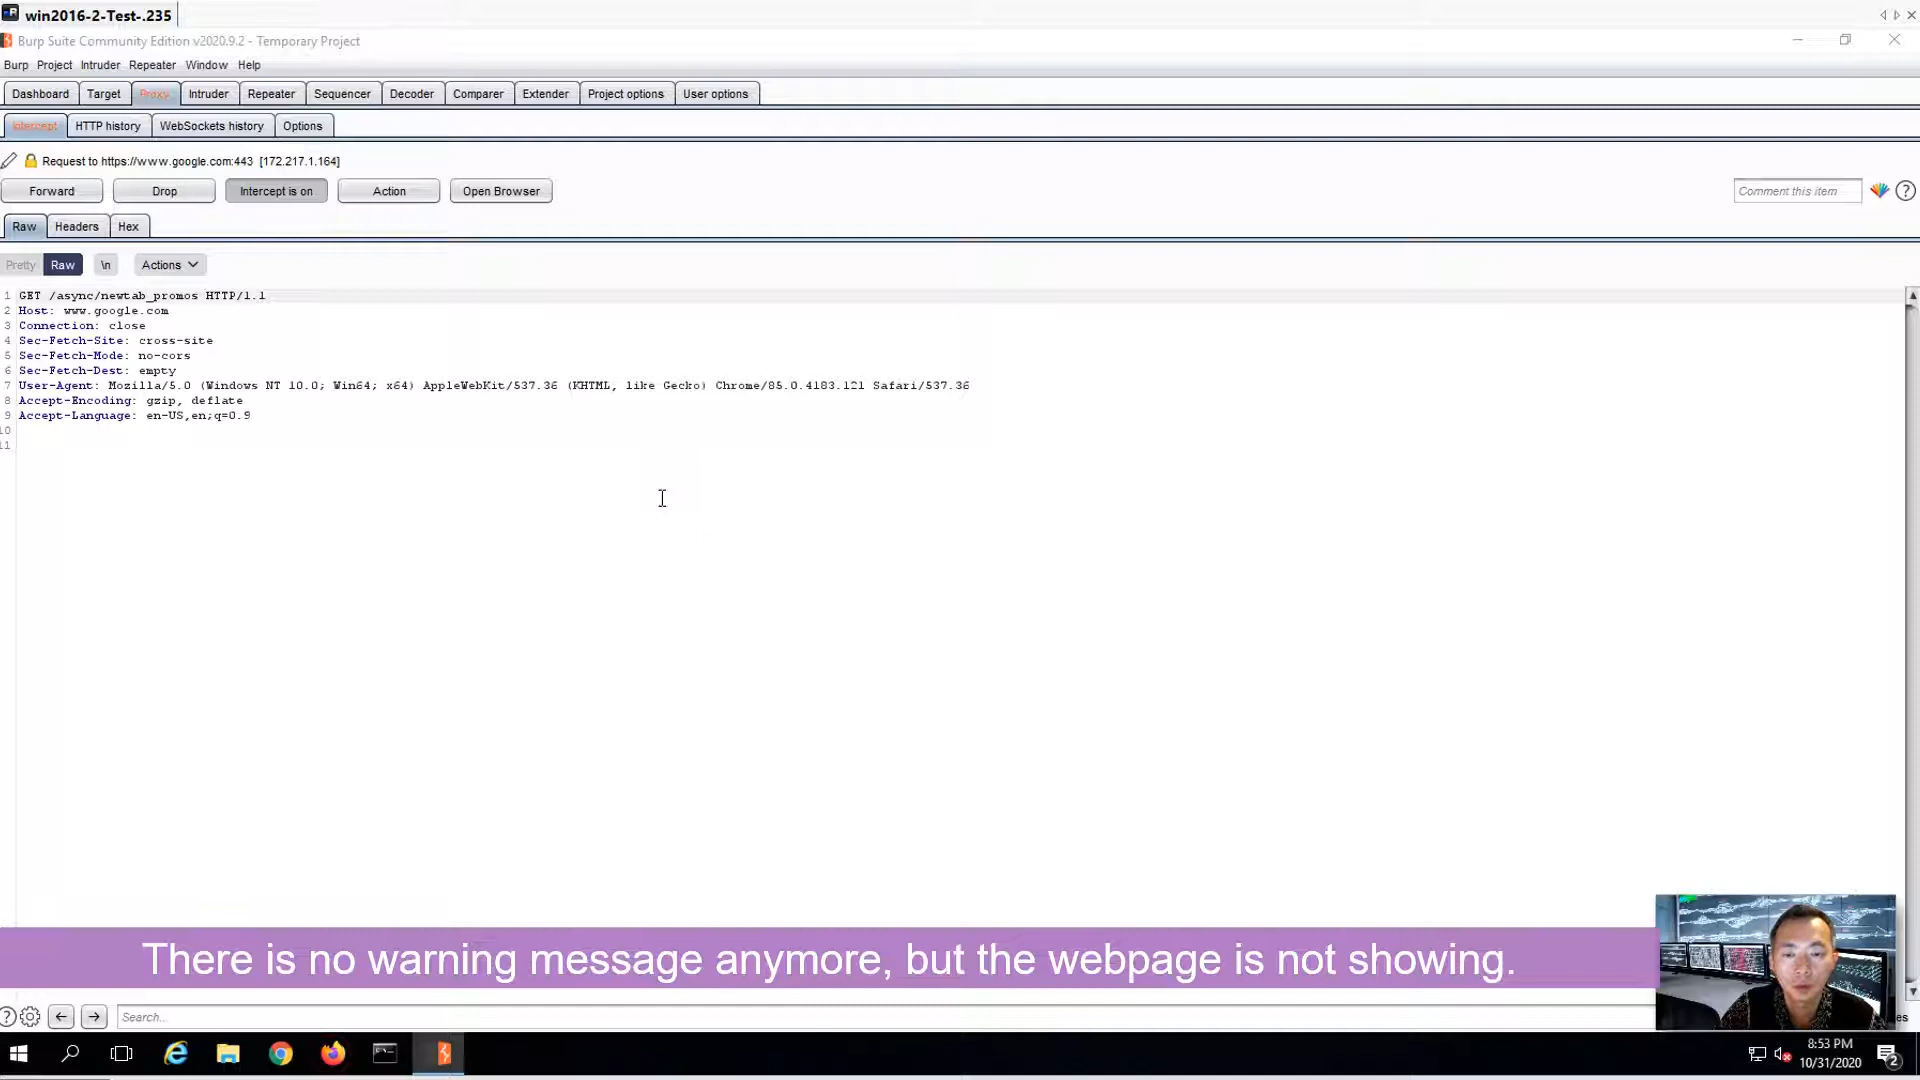 win2016-2-Test-.235
Burp Suite Community Edition v2020.9.2 - Temporary Project
Burp Project Intruder Repeater Window Help
Dashboard Target Proxy Intruder Repeater Sequencer Decoder Comparer Extender Project options User options
Intercept HTTP history WebSockets history Options
Request to https://www.google.com:443 [172.217.1.164]
Forward Drop Intercept is on Action Open Browser Comment this item ?
Raw Headers Hex
Pretty Raw \n Actions
1 GET /async/newtab_promos HTTP/1.1
2 Host: www.google.com
3 Connection: close
4 Sec-Fetch-Site: cross-site
5 Sec-Fetch-Mode: no-cors
6 Sec-Fetch-Dest: empty
7 User-Agent: Mozilla/5.0 (Windows NT 10.0; Win64; x64) AppleWebKit/537.36 (KHTML, like Gecko) Chrome/85.0.4183.121 Safari/537.36
8 Accept-Encoding: gzip, deflate
9 Accept-Language: en-US,en;q=0.9
10
11
There is no warning message anymore, but the webpage is not showing.
? Search..
8:53 PM
10/31/2020
2